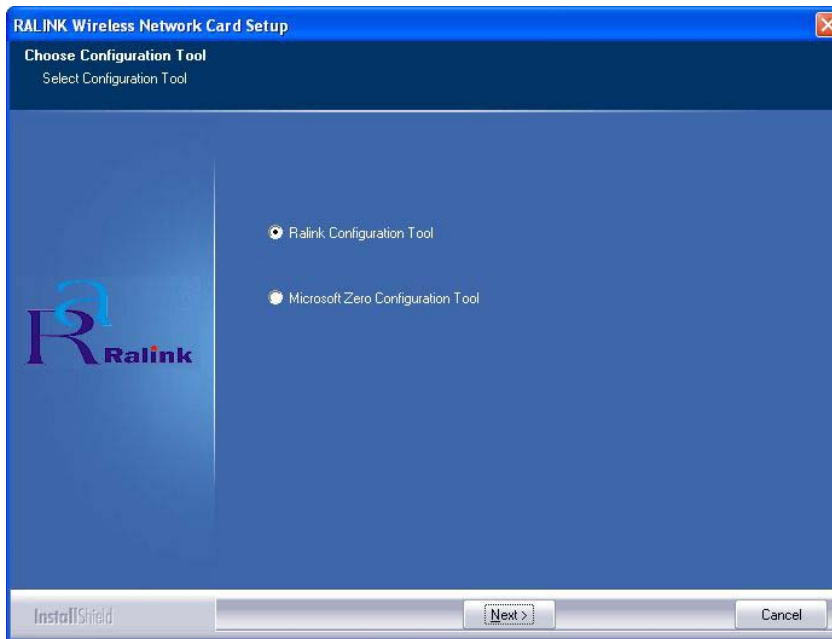 RALINK Wireless Network Card Setup
Choose Configuration Tool
Select Configuration Tool
Ralink Configuration Tool
Microsoft Zero Configuration Tool
Ra Ralink
InstallShield
Next >
Cancel